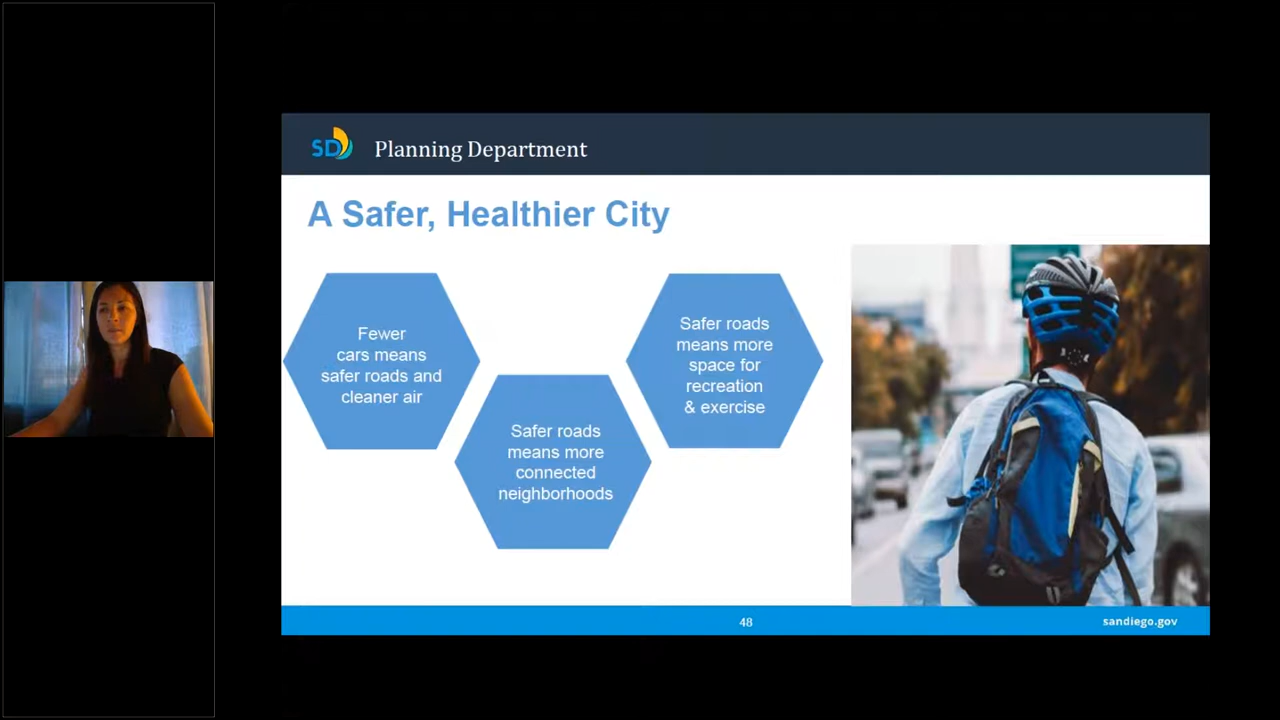 SD
Planning Department
A Safer, Healthier City
Fewer
cars means
safer roads and
cleaner air
Safer roads
means more
connected
neighborhoods
Safer roads
means more
space for
recreation
& exercise
48
sandiego.gov